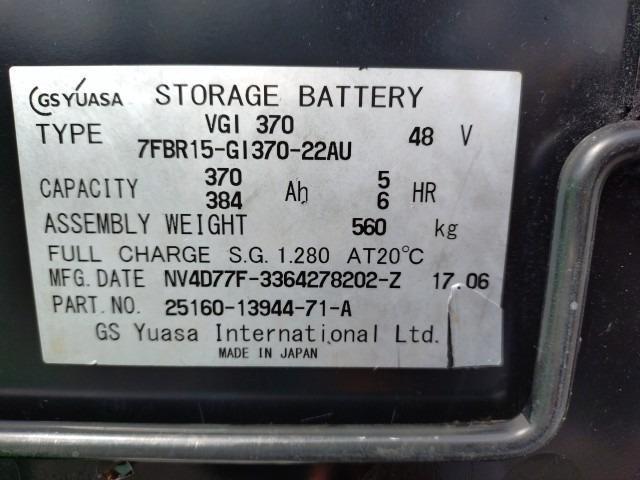 GS YUASA STORAGE BATTERY
TYPE VGI 370 48 V
7FBR15-GI370-22AU
CAPACITY 370 Ah 5 HR
384 6
ASSEMBLY WEIGHT 560 kg
FULL CHARGE S.G. 1.280 AT20℃
MFG. DATE NV4D77F-3364278202-Z 17 06
PART. NO. 25160-13944-71-A
GS Yuasa International Ltd.
MADE IN JAPAN